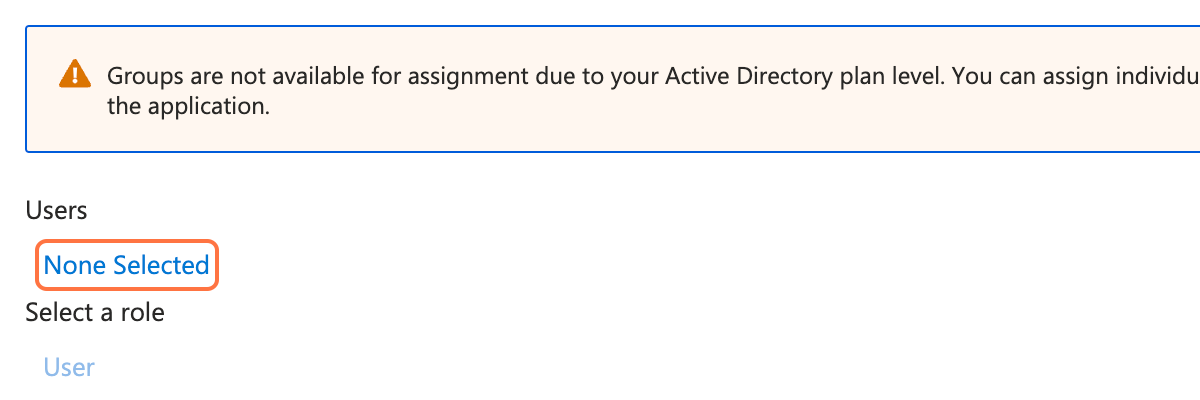 Groups are not available for assignment due to your Active Directory plan level. You can assign
the application.
Users
None Selected
Select a role
User